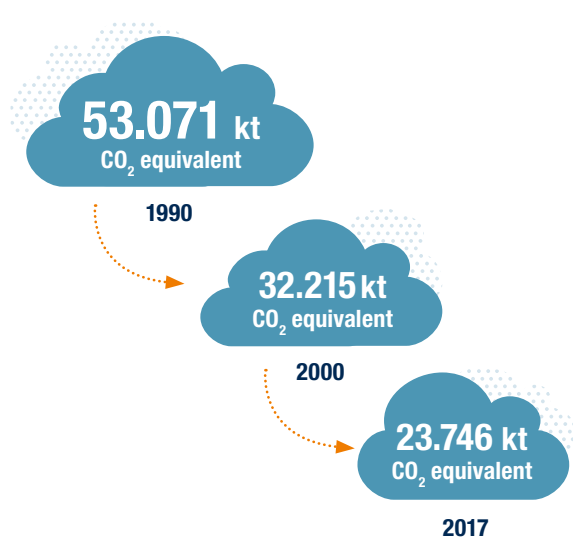 53.071 kt
CO₂ equivalent
1990
32.215 kt
CO₂ equivalent
2000
23.746 kt
CO₂ equivalent
2017